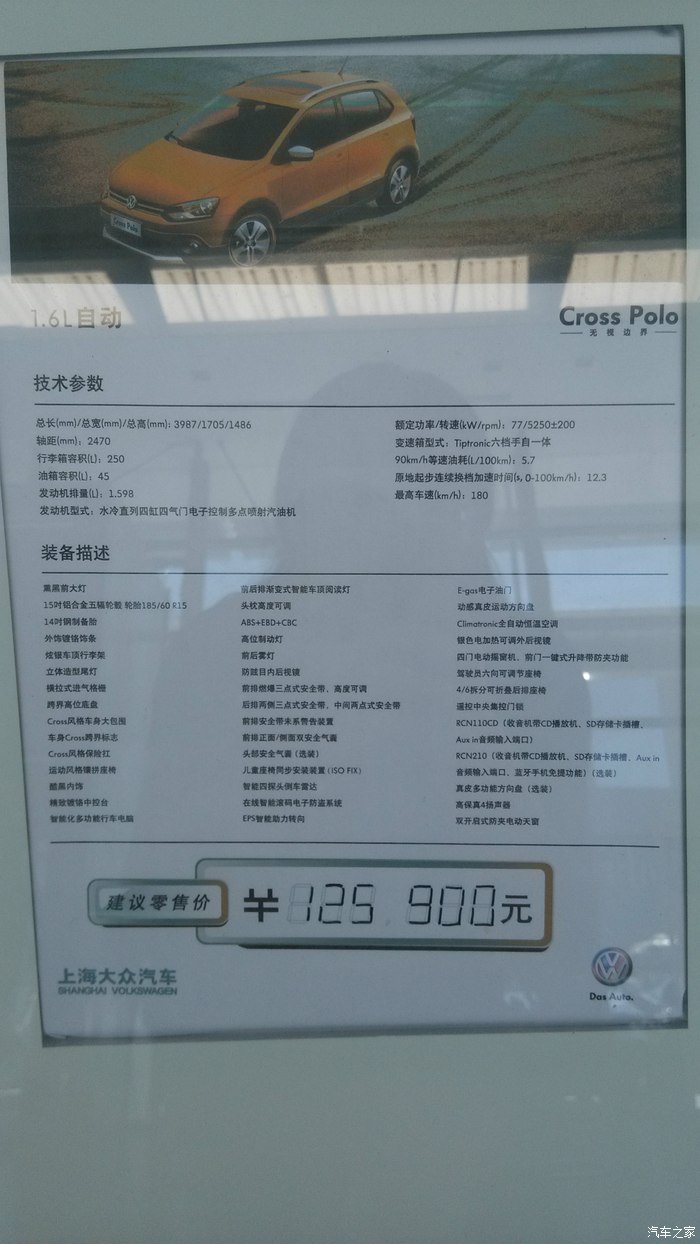 Cross Polo
1.6L自动
Cross Polo
无视边界
技术参数
总长(mm)/总宽(mm)/总高(mm): 3987/1705/1486
轴距(mm): 2470
行李箱容积(L): 250
油箱容积(L): 45
发动机排量(L): 1.598
发动机型式: 水冷直列四缸四气门电子控制多点喷射汽油机
额定功率/转速(kW/rpm): 77/5250±200
变速箱型式: Tiptronic六档手自一体
90km/h等速油耗(L/100km): 5.7
原地起步连续换档加速时间(s, 0-100km/h): 12.3
最高车速(km/h): 180
装备描述
熏黑前大灯
15吋铝合金五辐轮毂 轮胎185/60 R15
14吋钢制备胎
外饰镀铬饰条
炫银车顶行李架
立体造型尾灯
横拉式进气格栅
跨界高位底盘
Cross风格车身大包围
车身Cross跨界标志
Cross风格保险扛
运动风格镶拼座椅
酷黑内饰
精致镀铬中控台
智能化多功能行车电脑
前后排渐变式智能车顶阅读灯
头枕高度可调
ABS+EBD+CBC
高位制动灯
前后雾灯
防眩目内后视镜
前排燃爆三点式安全带、高度可调
后排两侧三点式安全带，中间两点式安全带
前排安全带未系警告装置
前排正面/侧面双安全气囊
头部安全气囊（选装）
儿童座椅同步安装装置(ISO FIX)
智能四探头倒车雷达
在线智能滚码电子防盗系统
EPS智能助力转向
E-gas电子油门
动感真皮运动方向盘
Climatronic全自动恒温空调
银色电加热可调外后视镜
四门电动摇窗机、前门一键式升降带防夹功能
驾驶员六向可调节座椅
4/6拆分可折叠后排座椅
遥控中央集控门锁
RCN110CD（收音机带CD播放机、SD存储卡插槽、
Aux in音频输入端口）
RCN210（收音机带CD播放机、SD存储卡插槽、Aux in
音频输入端口、蓝牙手机免提功能）（选装）
真皮多功能方向盘（选装）
高保真4扬声器
双开启式防夹电动天窗
建议零售价 ¥ 125 900元
上海大众汽车
SHANGHAI VOLKSWAGEN
Das Auto.
汽车之家